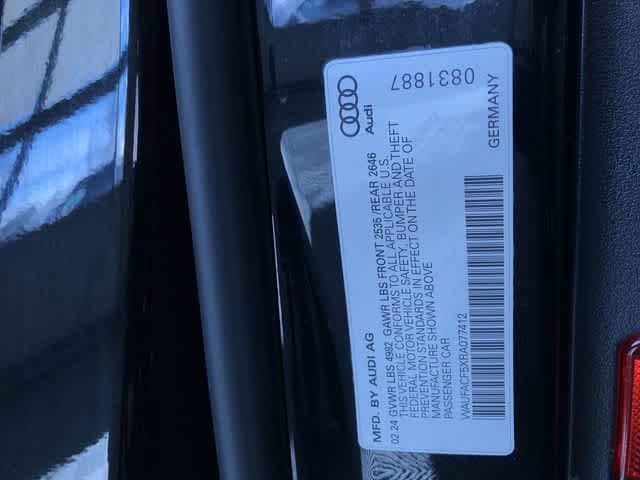 MFD. BY AUDI AG
Audi
0831887
02.24 GVWR LBS 4982 GAWR LBS FRONT 2535 /REAR 2646
THIS VEHICLE CONFORMS TO ALL APPLICABLE U.S.
FEDERAL MOTOR VEHICLE SAFETY, BUMPER AND THEFT
PREVENTION STANDARDS IN EFFECT ON THE DATE OF
MANUFACTURE SHOWN ABOVE
PASSENGER CAR
WAUFACF5XRA077412
GERMANY